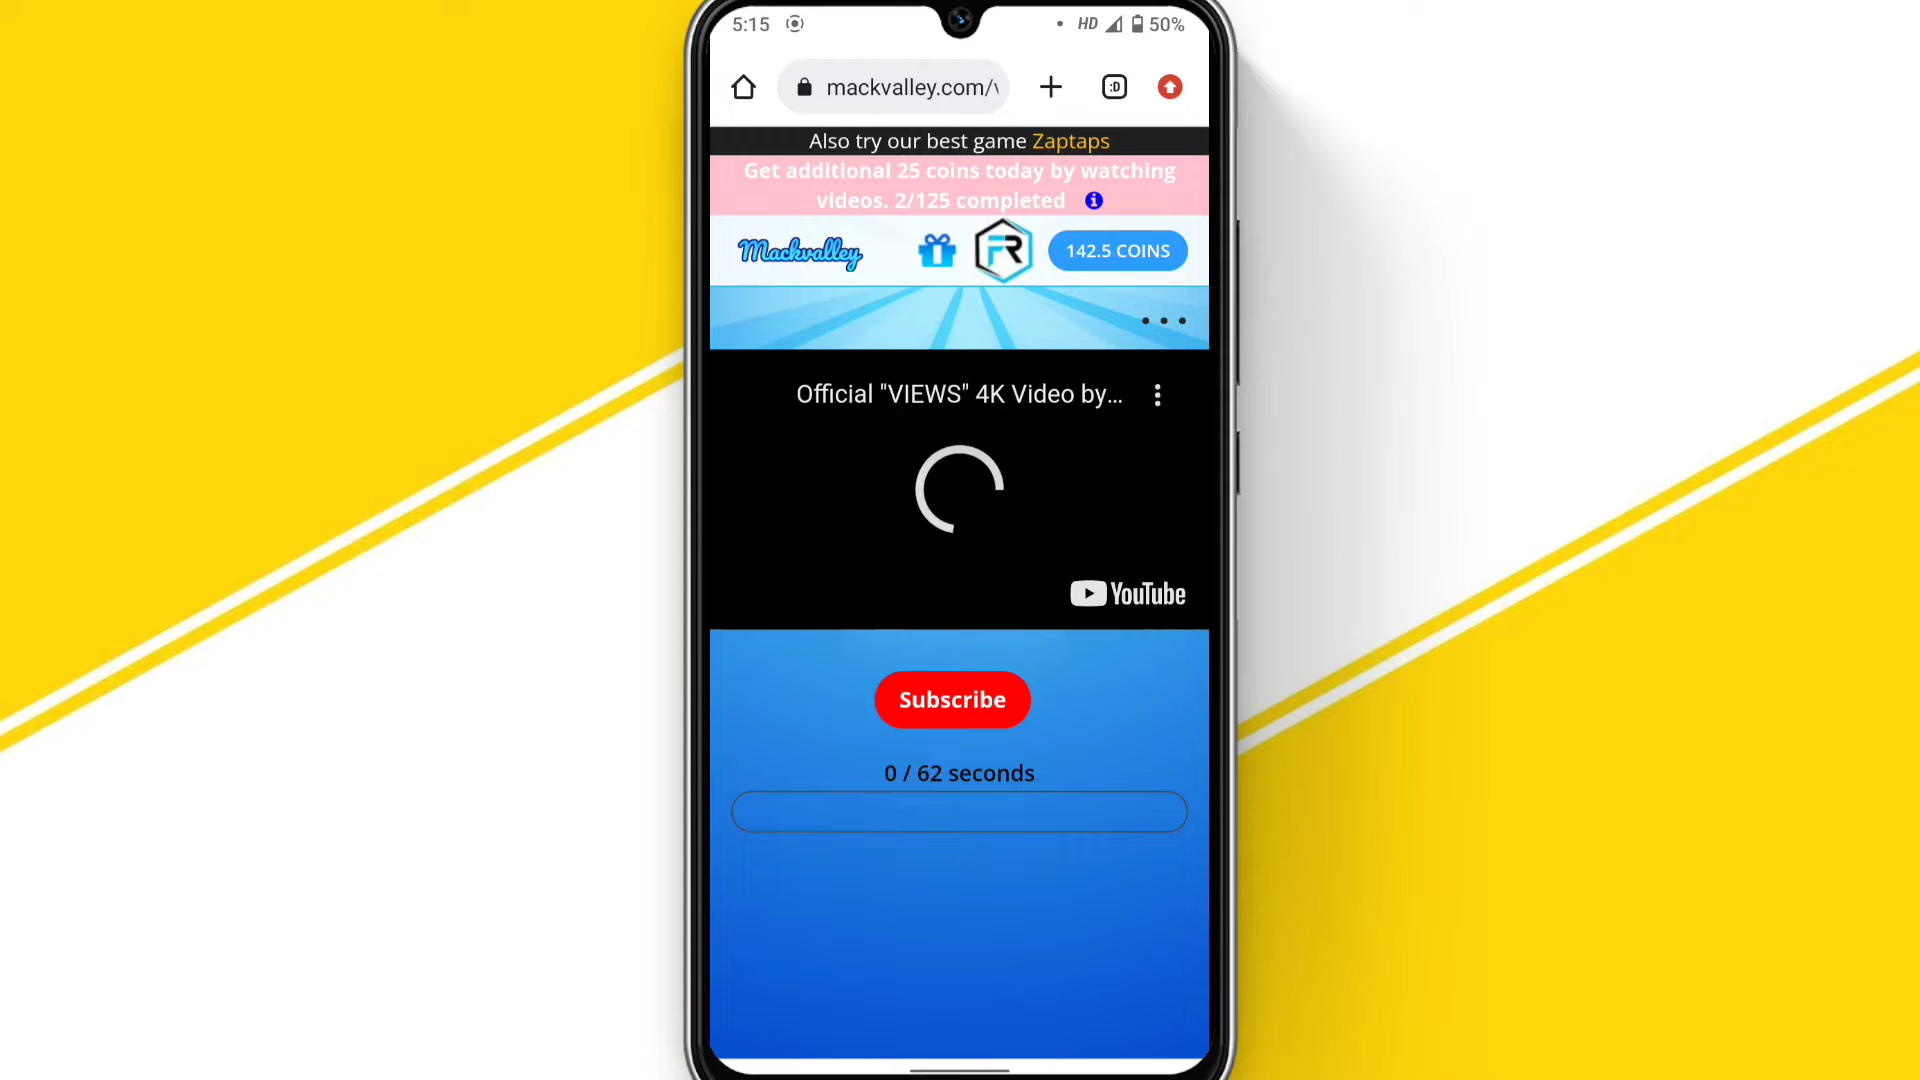 5:15 HD 50%
mackvalley.com/v
:D
Also try our best game Zaptaps
Get additional 25 coins today by watching
videos. 2/125 completed i
Mackvalley FR 142.5 COINS
Official "VIEWS" 4K Video by...
YouTube
Subscribe
0 / 62 seconds